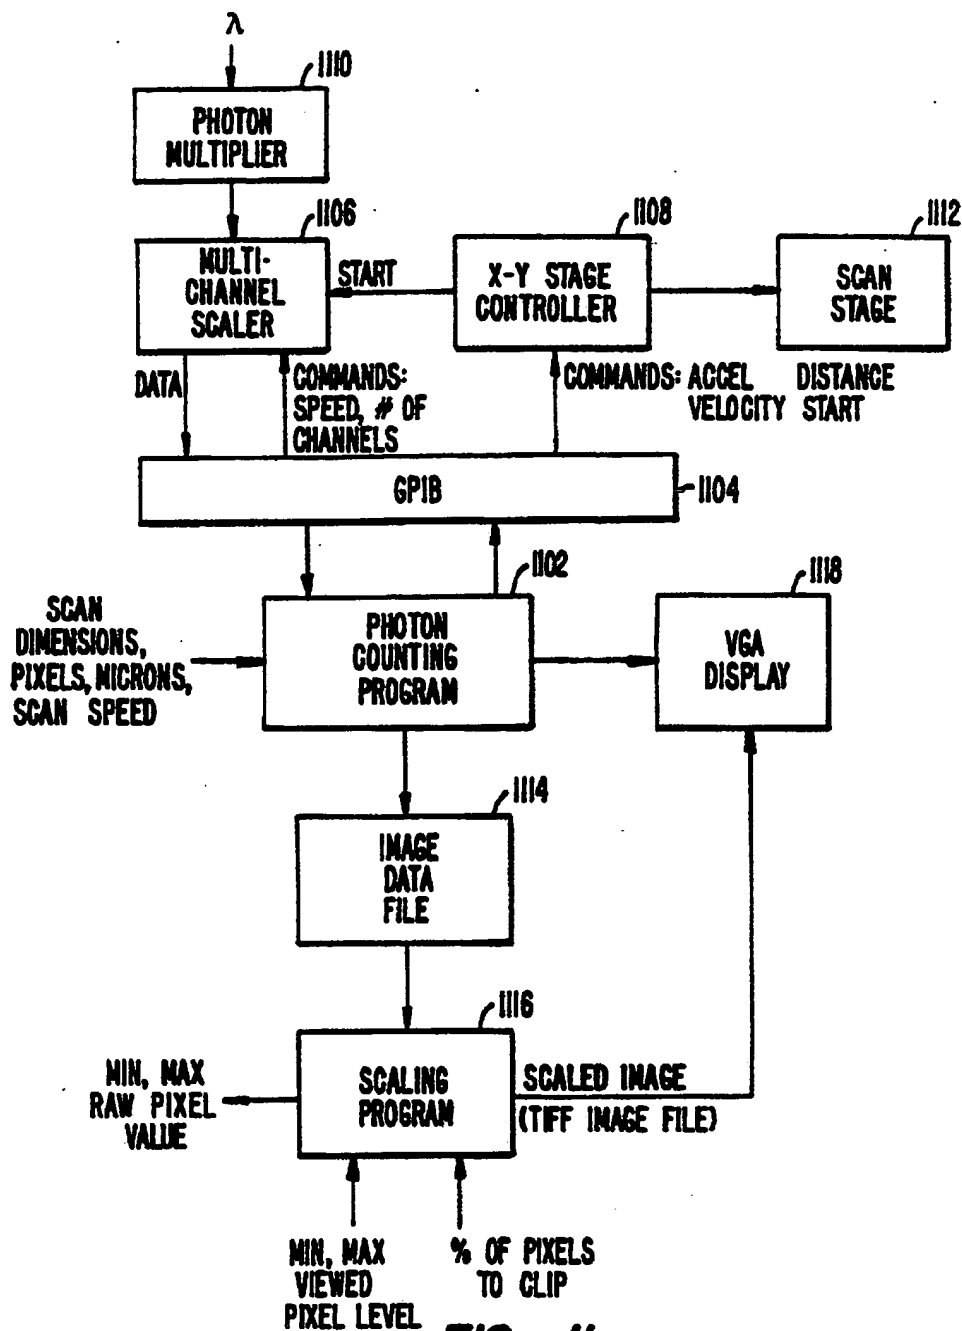 λ
1110
PHOTON
MULTIPLIER
1106
MULTI-
CHANNEL
SCALER
START
1108
X-Y STAGE
CONTROLLER
1112
SCAN
STAGE
DATA
COMMANDS:
SPEED, # OF
CHANNELS
COMMANDS: ACCEL DISTANCE
VELOCITY START
GPIB
1104
1102
SCAN
DIMENSIONS,
PIXELS, MICRONS,
SCAN SPEED
PHOTON
COUNTING
PROGRAM
1118
VGA
DISPLAY
1114
IMAGE
DATA
FILE
1116
SCALING
PROGRAM
MIN, MAX
RAW PIXEL
VALUE
SCALED IMAGE
(TIFF IMAGE FILE)
MIN, MAX
VIEWED
PIXEL LEVEL
% OF PIXELS
TO CLIP